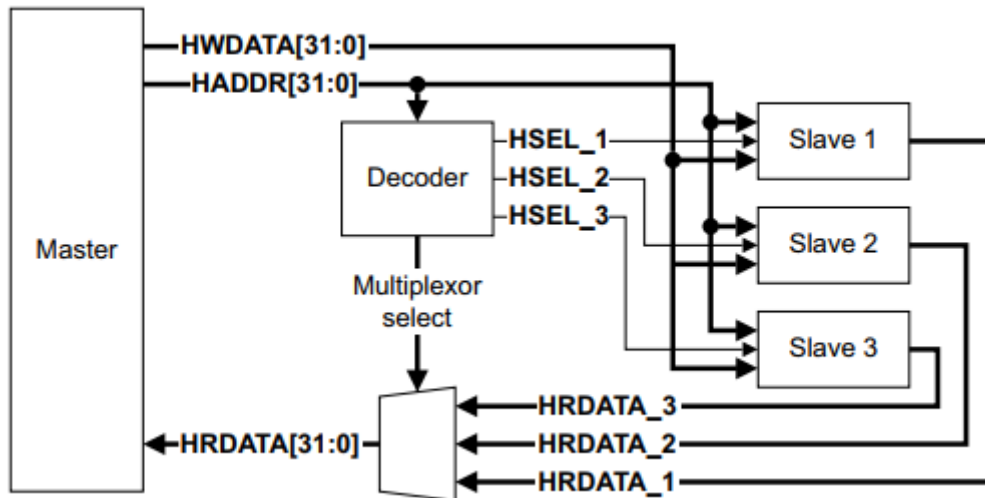 HWDATA[31:0]
HADDR[31:0]
HSEL_1
Slave 1
Decoder
HSEL_2
HSEL_3
Slave 2
Master
Multiplexor
select
Slave 3
HRDATA_3
HRDATA[31:0]
HRDATA_2
HRDATA_1